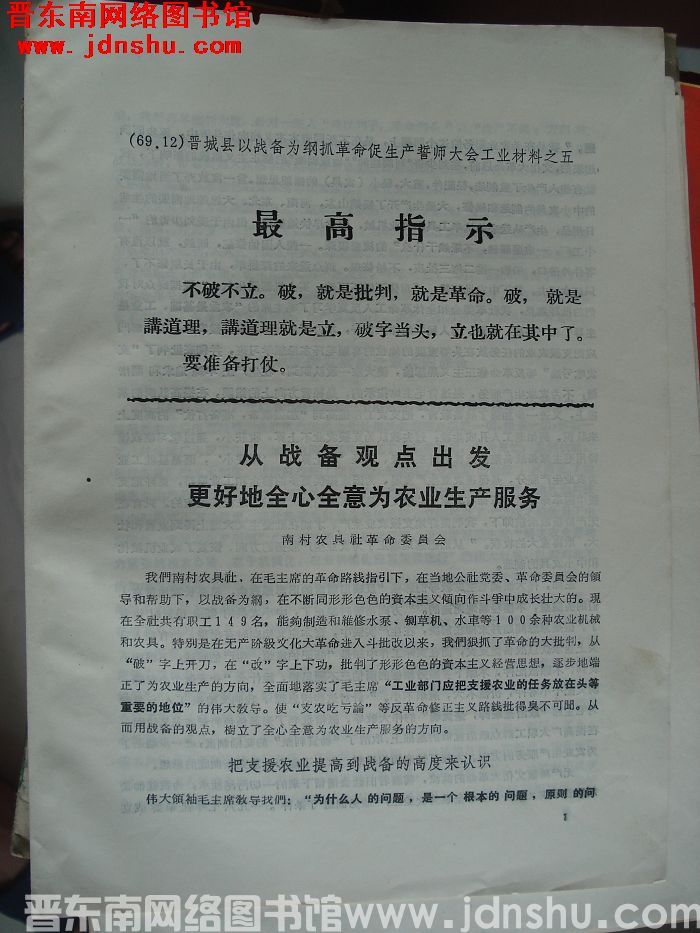 晋东南网络图书馆
www.jdnshu.com
(69.12)晋城县以战备为纲抓革命促生产誓师大会工业材料之五
最高指示
不破不立。破，就是批判，就是革命。破，就是
講道理，講道理就是立，破字当头，立也就在其中了。
要准备打仗。
从战备观点出发
更好地全心全意为农业生产服务
南村农具社革命委員会
我們南村农具社、在毛主席的革命路綫指引下，在当地公社党委、革命委員会的領
导和帮助下，以战备为綱，在不断同形形色色的資本主义倾向作斗爭中成长壮大的。现
在全社共有职工149名，能夠制造和維修水泵、铡草机、水車等100余种农业机械
和农具。特別是在无产阶級文化大革命进入斗批改以来，我們狠抓了革命的大批判，从
“破”字上开刀，在“改”字上下功，批判了形形色色的資本主义經营思想，逐步地端
正了为农业生产的方向，全面地落实了毛主席“工业部门应把支援农业的任务放在头等
重要的地位”的伟大敎导。使“支农吃亏論”等反革命修正主义路綫批得臭不可聞。从
而用战备的观点，樹立了全心全意为农业生产服务的方向。
把支援农业提高到战备的高度来认识
伟大領袖毛主席敎导我們：“为什么人的问题，是一个根本的问题，原则的问
1
晋东南网络图书馆 www.jdnshu.com